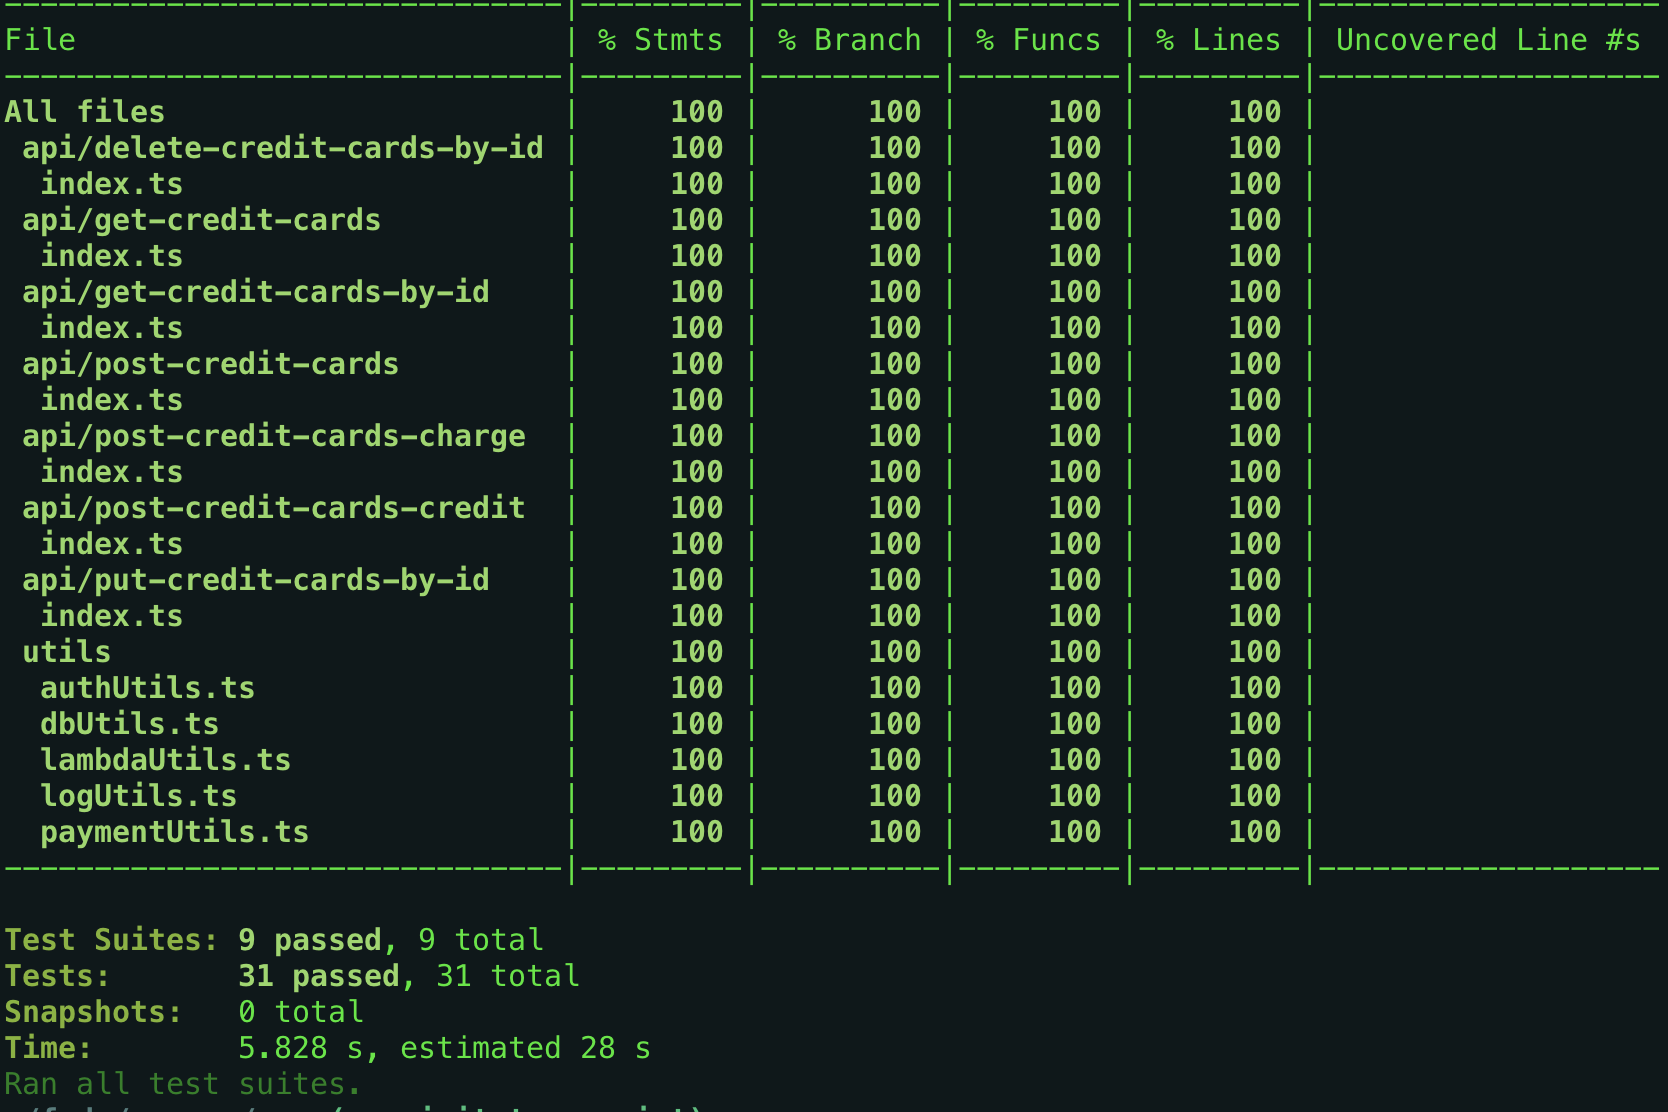 File | % Stmts | % Branch | % Funcs | % Lines | Uncovered Line #s
All files | 100 | 100 | 100 | 100 |
api/delete-credit-cards-by-id | 100 | 100 | 100 | 100 |
index.ts | 100 | 100 | 100 | 100 |
api/get-credit-cards | 100 | 100 | 100 | 100 |
index.ts | 100 | 100 | 100 | 100 |
api/get-credit-cards-by-id | 100 | 100 | 100 | 100 |
index.ts | 100 | 100 | 100 | 100 |
api/post-credit-cards | 100 | 100 | 100 | 100 |
index.ts | 100 | 100 | 100 | 100 |
api/post-credit-cards-charge | 100 | 100 | 100 | 100 |
index.ts | 100 | 100 | 100 | 100 |
api/post-credit-cards-credit | 100 | 100 | 100 | 100 |
index.ts | 100 | 100 | 100 | 100 |
api/put-credit-cards-by-id | 100 | 100 | 100 | 100 |
index.ts | 100 | 100 | 100 | 100 |
utils | 100 | 100 | 100 | 100 |
authUtils.ts | 100 | 100 | 100 | 100 |
dbUtils.ts | 100 | 100 | 100 | 100 |
lambdaUtils.ts | 100 | 100 | 100 | 100 |
logUtils.ts | 100 | 100 | 100 | 100 |
paymentUtils.ts | 100 | 100 | 100 | 100 |
Test Suites: 9 passed, 9 total
Tests: 31 passed, 31 total
Snapshots: 0 total
Time: 5.828 s, estimated 28 s
Ran all test suites.